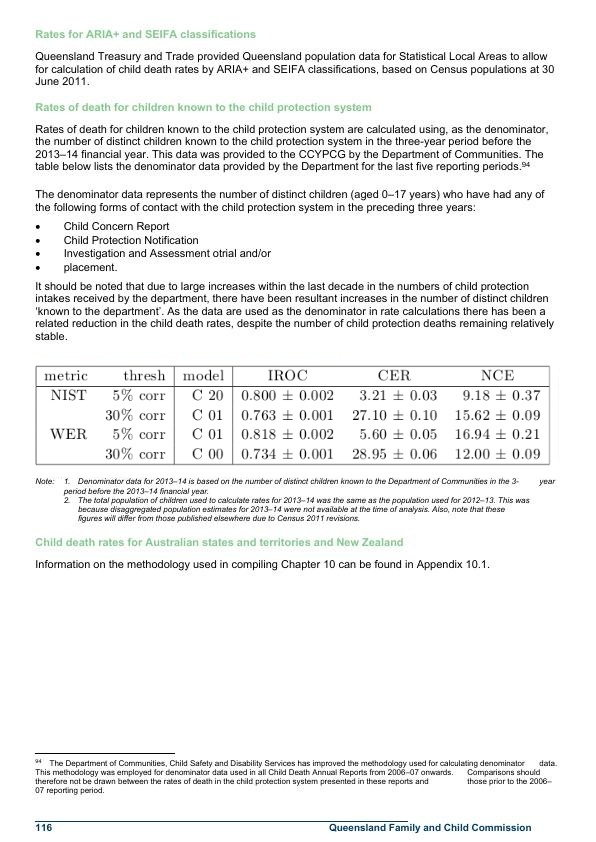 Rates for ARIA+ and SEIFA classifications
Queensland Treasury and Trade provided Queensland population data for Statistical Local Areas to allow
for calculation of child death rates by ARIA+ and SEIFA classifications, based on Census populations at 30
June 2011.
Rates of death for children known to the child protection system
Rates of death for children known to the child protection system are calculated using, as the denominator,
the number of distinct children known to the child protection system in the three-year period before the
2013–14 financial year. This data was provided to the CCYPCG by the Department of Communities. The
table below lists the denominator data provided by the Department for the last five reporting periods.94
The denominator data represents the number of distinct children (aged 0–17 years) who have had any of
the following forms of contact with the child protection system in the preceding three years:
• Child Concern Report
• Child Protection Notification
• Investigation and Assessment otrial and/or
• placement.
It should be noted that due to large increases within the last decade in the numbers of child protection
intakes received by the department, there have been resultant increases in the number of distinct children
‘known to the department’. As the data are used as the denominator in rate calculations there has been a
related reduction in the child death rates, despite the number of child protection deaths remaining relatively
stable.
metric thresh model IROC CER NCE
NIST 5% corr C 20 0.800 ± 0.002 3.21 ± 0.03 9.18 ± 0.37
30% corr C 01 0.763 ± 0.001 27.10 ± 0.10 15.62 ± 0.09
WER 5% corr C 01 0.818 ± 0.002 5.60 ± 0.05 16.94 ± 0.21
30% corr C 00 0.734 ± 0.001 28.95 ± 0.06 12.00 ± 0.09
Note: 1. Denominator data for 2013–14 is based on the number of distinct children known to the Department of Communities in the 3- year
period before the 2013–14 financial year.
2. The total population of children used to calculate rates for 2013–14 was the same as the population used for 2012–13. This was
because disaggregated population estimates for 2013–14 were not available at the time of analysis. Also, note that these
figures will differ from those published elsewhere due to Census 2011 revisions.
Child death rates for Australian states and territories and New Zealand
Information on the methodology used in compiling Chapter 10 can be found in Appendix 10.1.
94 The Department of Communities, Child Safety and Disability Services has improved the methodology used for calculating denominator data.
This methodology was employed for denominator data used in all Child Death Annual Reports from 2006–07 onwards. Comparisons should
therefore not be drawn between the rates of death in the child protection system presented in these reports and those prior to the 2006–
07 reporting period.
116 Queensland Family and Child Commission